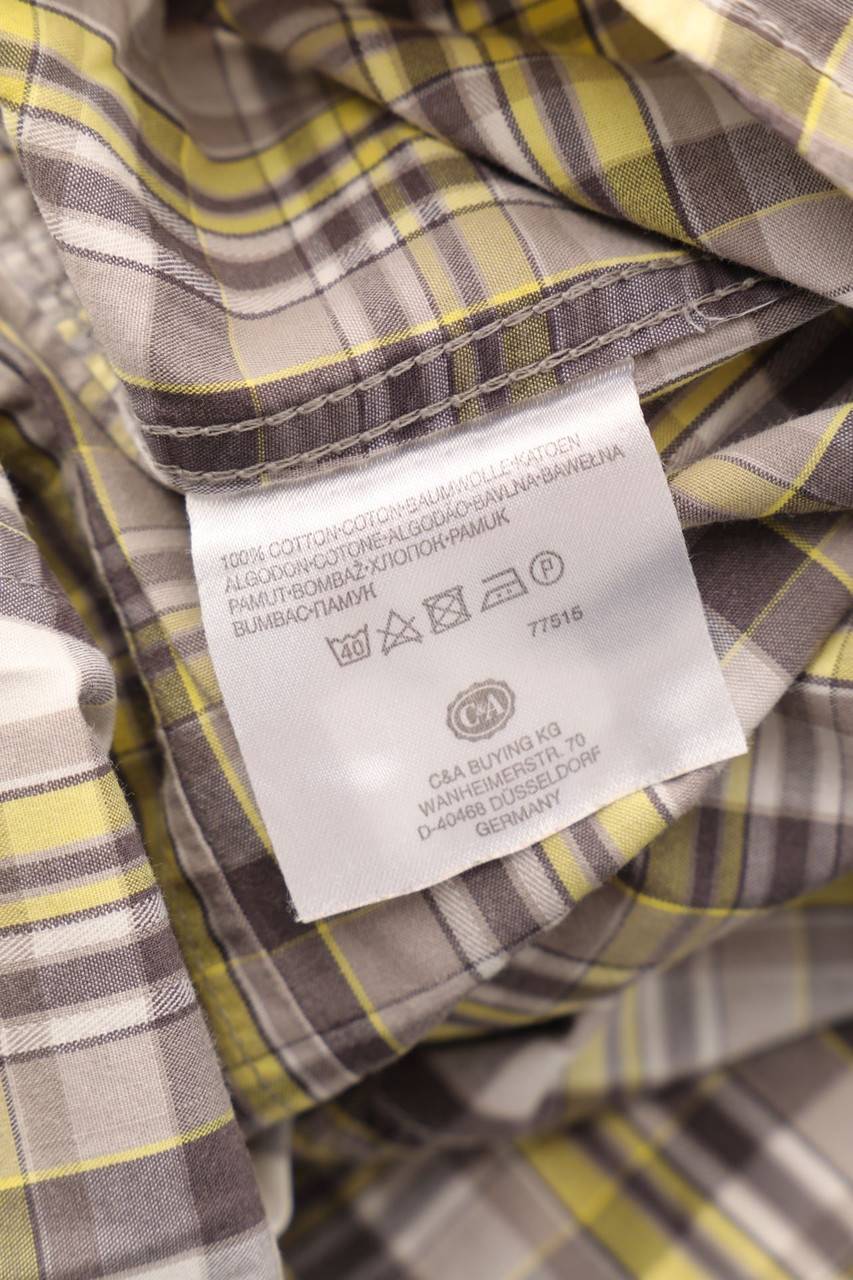 100% COTTON·COTON·BAUMWOLLE·KATOEN
ALGODON·COTONE·ALGODÃO·BAVLNA·BAWEŁNA
PAMUT·BOMBAŽ·ХЛОПОК·PAMUK
BUMBAC·ПАМУК
40 P
77515
C&A
C&A BUYING KG
WANHEIMERSTR. 70
D-40468 DÜSSELDORF
GERMANY